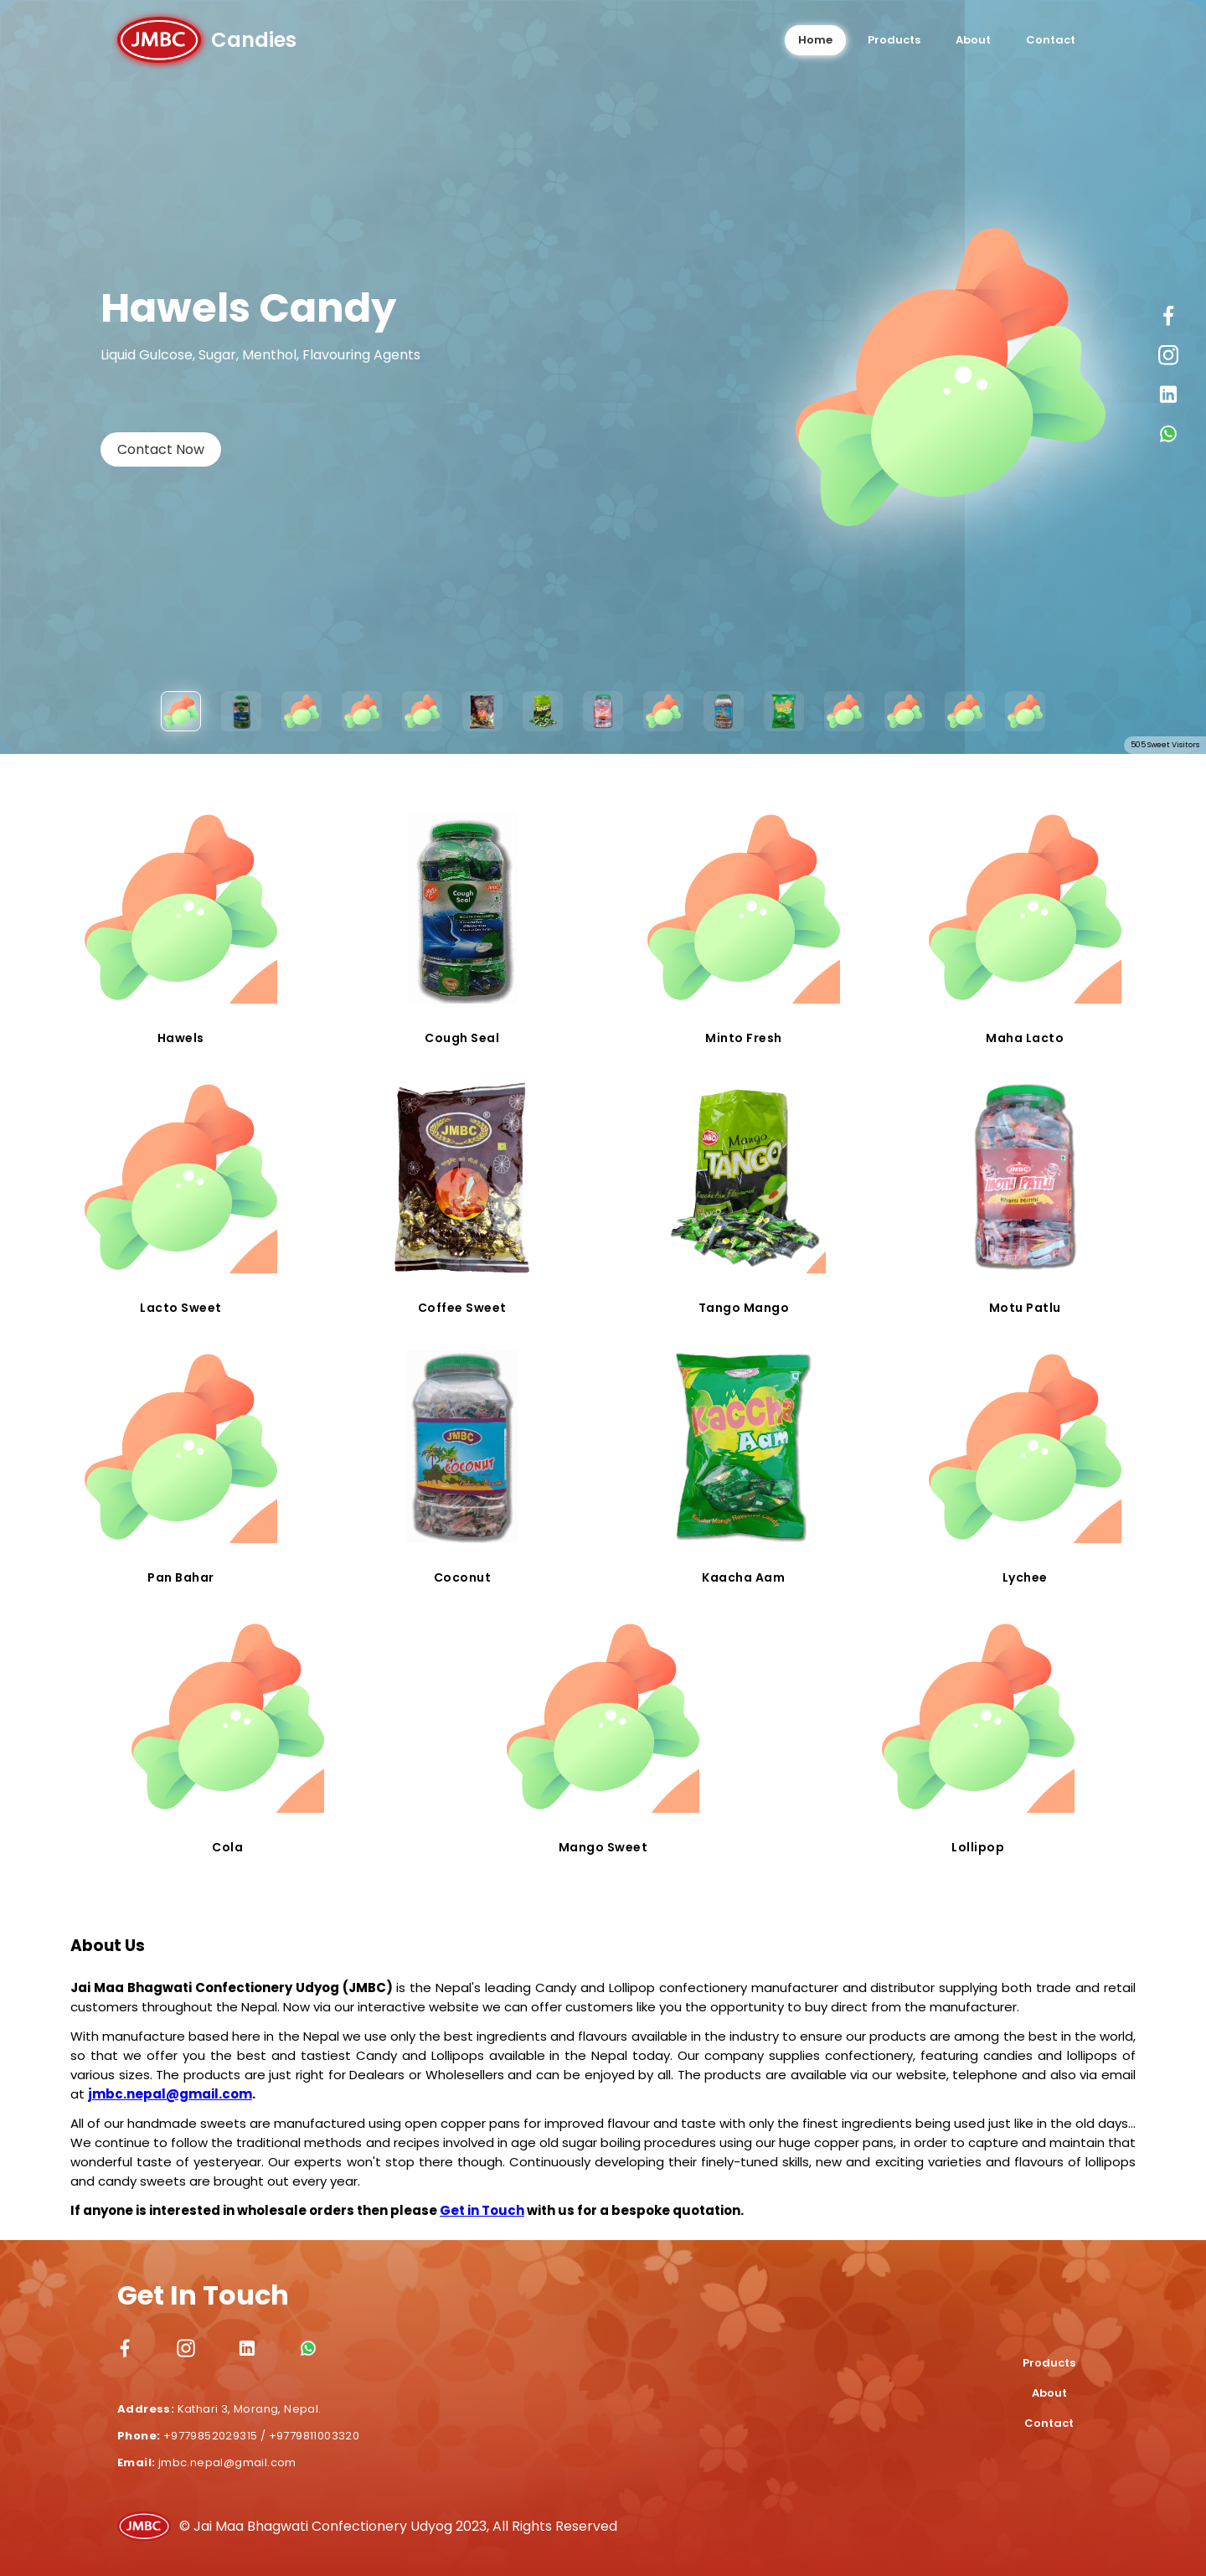 JMBC Candies
Home Products About Contact
Hawels Candy
Liquid Gulcose, Sugar, Menthol, Flavouring Agents
Contact Now
505 Sweet Visitors
Cough Seal
Hawels Cough Seal Minto Fresh Maha Lacto
JMBC
JMBC
Mango
TANGO
JMBC
MOTU PATLU
Lacto Sweet Coffee Sweet Tango Mango Motu Patlu
JMBC
COCONUT
Kaccha
Aam
Pan Bahar Coconut Kaacha Aam Lychee
Cola Mango Sweet Lollipop
About Us
Jai Maa Bhagwati Confectionery Udyog (JMBC) is the Nepal's leading Candy and Lollipop confectionery manufacturer and distributor supplying both trade and retail
customers throughout the Nepal. Now via our interactive website we can offer customers like you the opportunity to buy direct from the manufacturer.
With manufacture based here in the Nepal we use only the best ingredients and flavours available in the industry to ensure our products are among the best in the world,
so that we offer you the best and tastiest Candy and Lollipops available in the Nepal today. Our company supplies confectionery, featuring candies and lollipops of
various sizes. The products are just right for Dealears or Wholesellers and can be enjoyed by all. The products are available via our website, telephone and also via email
at jmbc.nepal@gmail.com.
All of our handmade sweets are manufactured using open copper pans for improved flavour and taste with only the finest ingredients being used just like in the old days...
We continue to follow the traditional methods and recipes involved in age old sugar boiling procedures using our huge copper pans, in order to capture and maintain that
wonderful taste of yesteryear. Our experts won't stop there though. Continuously developing their finely-tuned skills, new and exciting varieties and flavours of lollipops
and candy sweets are brought out every year.
If anyone is interested in wholesale orders then please Get in Touch with us for a bespoke quotation.
Get In Touch
Products
About
Contact
Address: Kathari 3, Morang, Nepal.
Phone: +9779852029315 / +9779811003320
Email: jmbc.nepal@gmail.com
JMBC © Jai Maa Bhagwati Confectionery Udyog 2023, All Rights Reserved